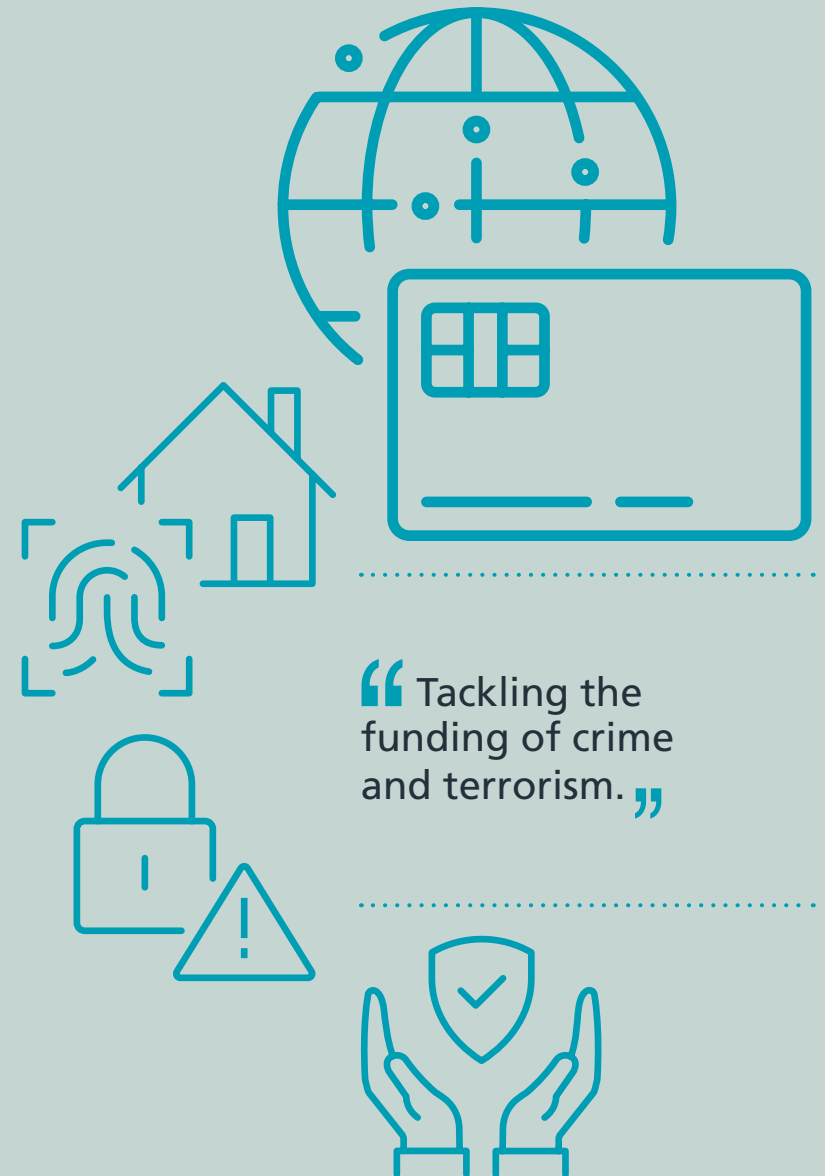 “ Tackling the
funding of crime
and terrorism. ”